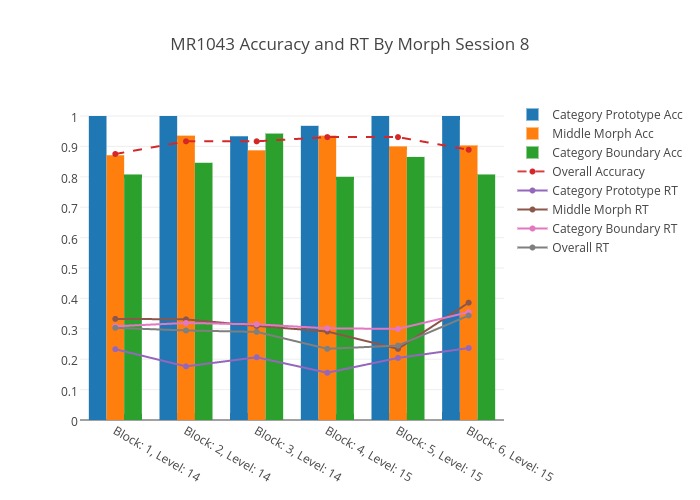 MR1043 Accuracy and RT By Morph Session 8
1
0.9
0.8
0.7
0.6
0.5
0.4
0.3
0.2
0.1
0
Block: 1, Level: 14
Block: 2, Level: 14
Block: 3, Level: 14
Block: 4, Level: 15
Block: 5, Level: 15
Block: 6, Level: 15
Category Prototype Acc
Middle Morph Acc
Category Boundary Acc
Overall Accuracy
Category Prototype RT
Middle Morph RT
Category Boundary RT
Overall RT